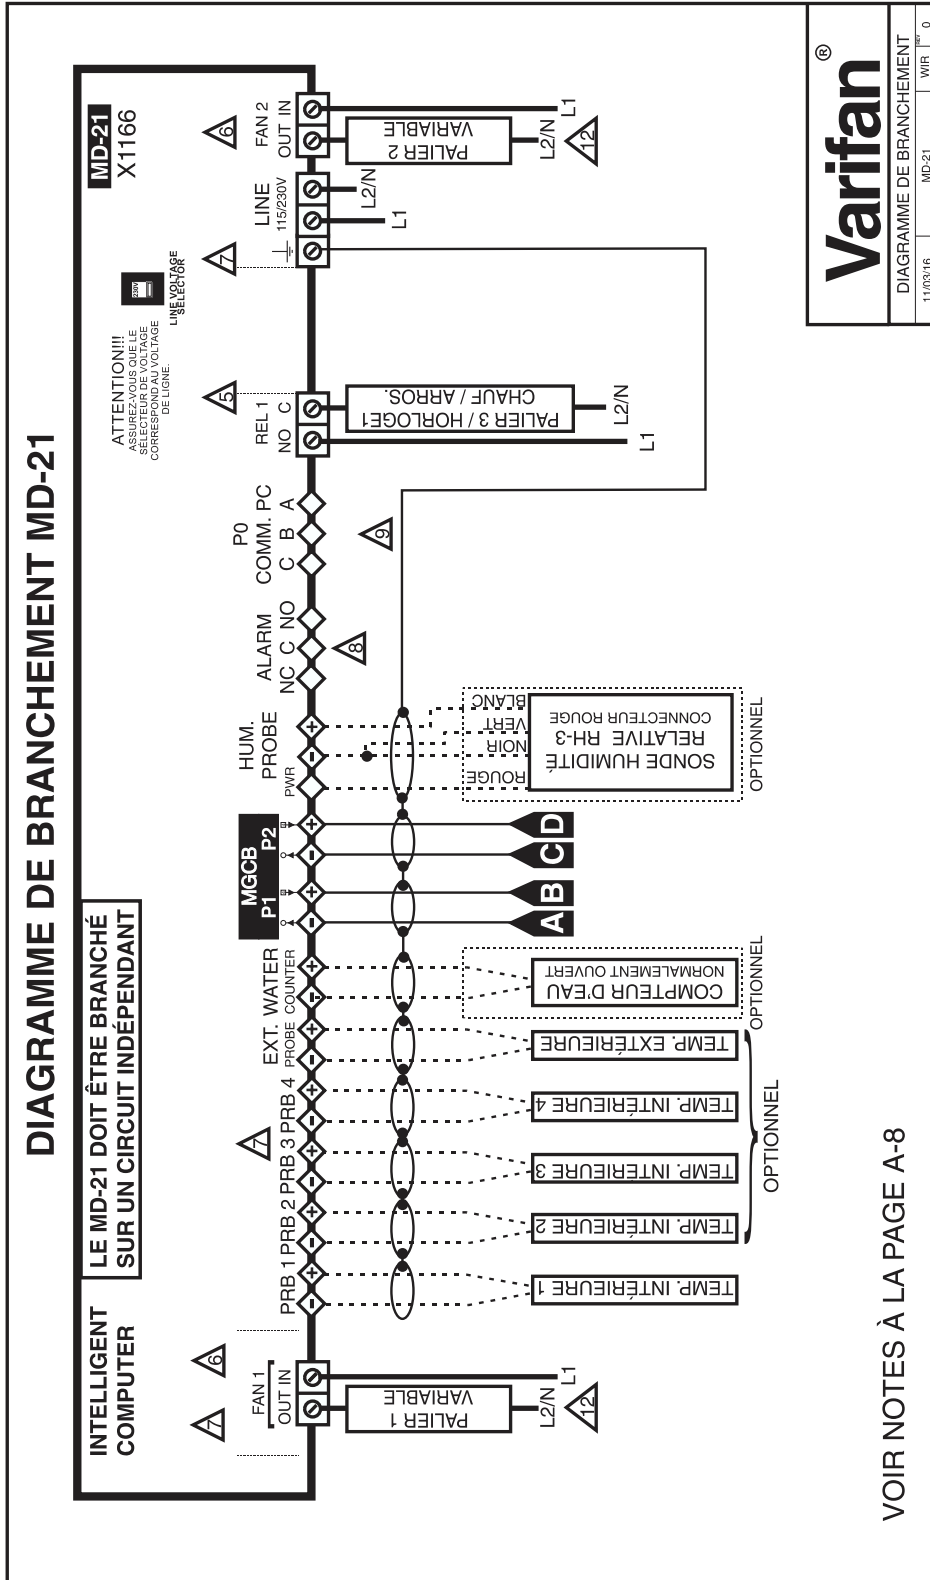 DIAGRAMME DE BRANCHEMENT MD-21
INTELLIGENT
COMPUTER
LE MD-21 DOIT ÊTRE BRANCHÉ
SUR UN CIRCUIT INDÉPENDANT
ATTENTION!!!
ASSUREZ-VOUS QUE LE
SÉLECTEUR DE VOLTAGE
CORRESPOND AU VOLTAGE
DE LIGNE.
230V
LINE VOLTAGE
SELECTOR
MD-21
X1166
7
6
FAN 1
OUT IN
PRB 1
PRB 2
PRB 3
PRB 4
7
EXT.
PROBE
WATER
COUNTER
MGCB
P1 P2
HUM.
PROBE
PWR
ALARM
NC C NO
8
P0
COMM. PC
C B A
9
5
REL 1
NO C
7
LINE
115/230V
6
FAN 2
OUT IN
- + - + - + - + - + - + - + - + - +
PALIER 1
VARIABLE
L2/N
L1
12
TEMP. INTÉRIEURE 1
TEMP. INTÉRIEURE 2
TEMP. INTÉRIEURE 3
TEMP. INTÉRIEURE 4
TEMP. EXTÉRIEURE
OPTIONNEL
COMPTEUR D'EAU
NORMALEMENT OUVERT
OPTIONNEL
A
B
C
D
ROUGE
NOIR
VERT
BLANC
SONDE HUMIDITÉ
RELATIVE RH-3
CONNECTEUR ROUGE
OPTIONNEL
PALIER 3 / HORLOGE1
CHAUF / ARROS.
L1
L2/N
L1
L2/N
PALIER 2
VARIABLE
L2/N
L1
12
VOIR NOTES À LA PAGE A-8
Varifan®
DIAGRAMME DE BRANCHEMENT
11/03/16
MD-21
WIR
REV
0